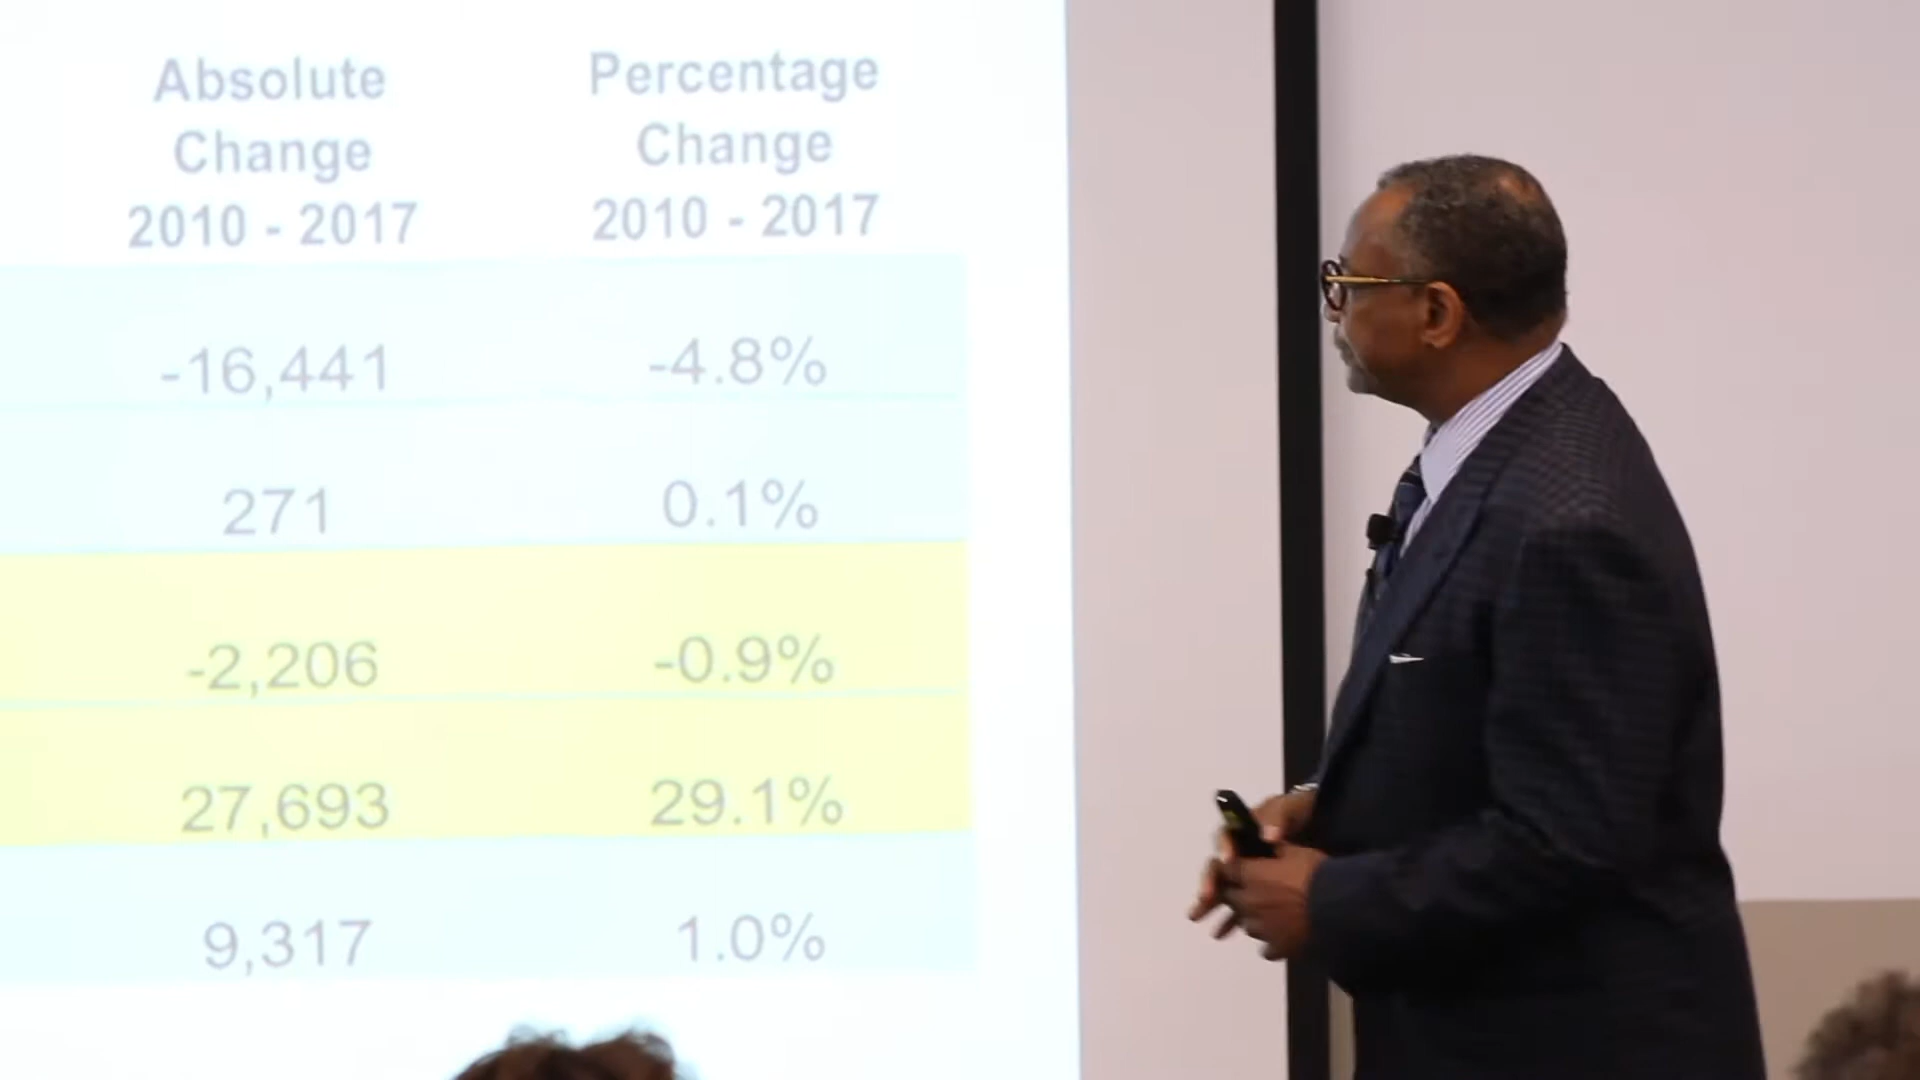 Absolute Percentage
Change Change
2010 - 2017 2010 - 2017
-16,441 -4.8%
271 0.1%
-2,206 -0.9%
27,693 29.1%
9,317 1.0%